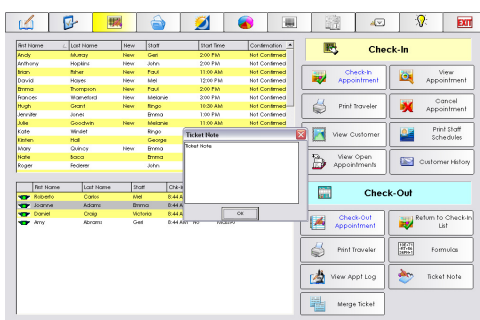 EXIT
First Name Last Name New Staff Start Time Confirmation
Andy Murray New Geri 2:00 PM Not Confirmed
Anthony Hopkins New John 2:00 PM Not Confirmed
Brian Fisher New Paul 11:00 AM Not Confirmed
David Hayes New Mel 12:00 PM Not Confirmed
Emma Thompson New Paul 2:00 PM Not Confirmed
Frances Warneford New Melanie 3:00 PM Not Confirmed
Hugh Grant New Ringo 10:30 AM Not Confirmed
Jennifer Jones Emma 1:00 PM Not Confirmed
Julie Goodwin New Melanie 11:00 AM Not Confirmed
Kate Winslet Ringo
Kirsten Hall George
Mary Quincy New Emma
Nate Baca Emma
Roger Federer John
Ticket Note
Ticket Note
OK
First Name Last Name Staff Chk-In
Roberto Carlos Mel 8:44 A
Joanne Adams Emma 8:44 A
Daniel Craig Victoria 8:44 A
Amy Abrams Geri 8:44 AM No
Check-In
Check-In Appointment
View Appointment
Print Traveler
Cancel Appointment
View Customer
Print Staff Schedules
View Open Appointments
Customer History
Check-Out
Check-Out Appointment
Return to Check-In List
Print Traveler
Formulas
View Appt Log
Ticket Note
Merge Ticket